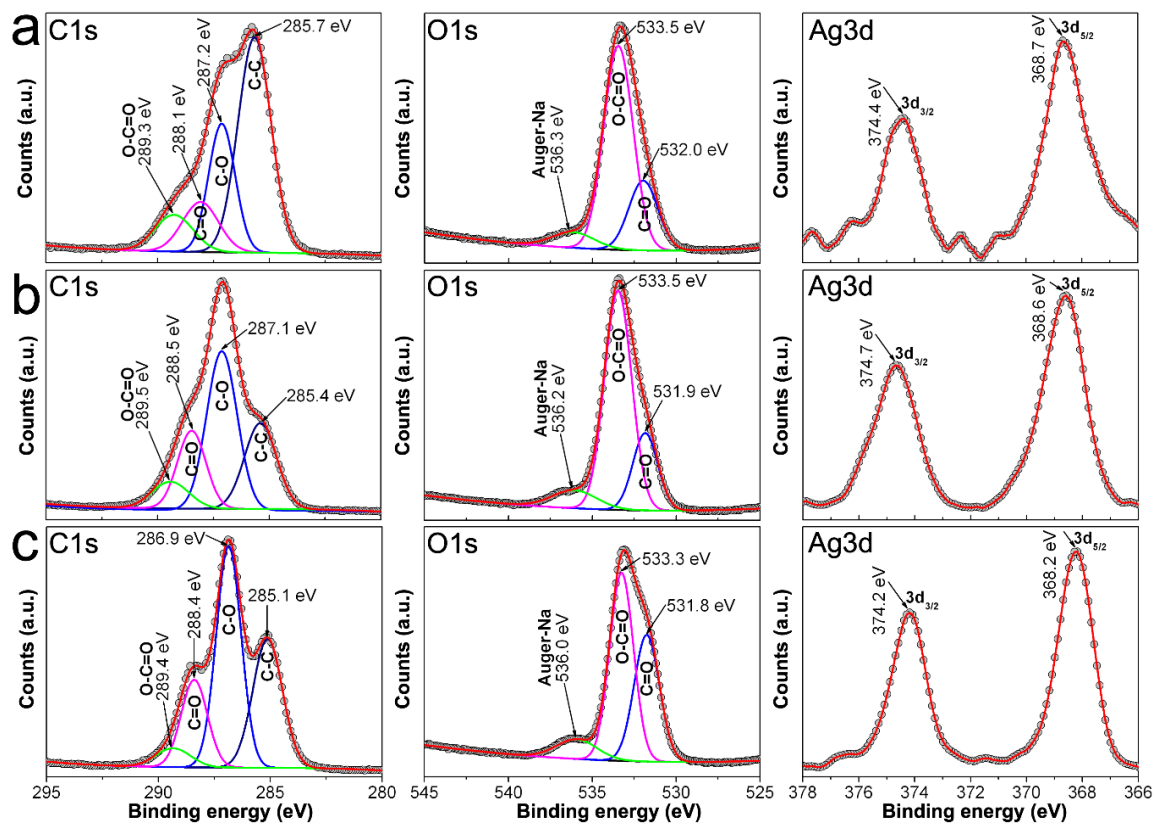 a
C1s
O-C=O
289.3 eV
288.1 eV
287.2 eV
285.7 eV
C=O
C-O
C-C
Counts (a.u.)
O1s
Auger-Na
536.3 eV
533.5 eV
O-C=O
532.0 eV
C=O
Counts (a.u.)
Ag3d
374.4 eV
3d3/2
368.7 eV
3d5/2
Counts (a.u.)
b
C1s
O-C=O
289.5 eV
288.5 eV
287.1 eV
285.4 eV
C=O
C-O
C-C
Counts (a.u.)
O1s
Auger-Na
536.2 eV
533.5 eV
O-C=O
531.9 eV
C=O
Counts (a.u.)
Ag3d
374.7 eV
3d3/2
368.6 eV
3d5/2
Counts (a.u.)
c
C1s
O-C=O
289.4 eV
288.4 eV
286.9 eV
285.1 eV
C=O
C-O
C-C
Counts (a.u.)
295 290 285 280
Binding energy (eV)
O1s
Auger-Na
536.0 eV
533.3 eV
O-C=O
531.8 eV
C=O
Counts (a.u.)
545 540 535 530 525
Binding energy (eV)
Ag3d
374.2 eV
3d3/2
368.2 eV
3d5/2
Counts (a.u.)
378 376 374 372 370 368 366
Binding energy (eV)